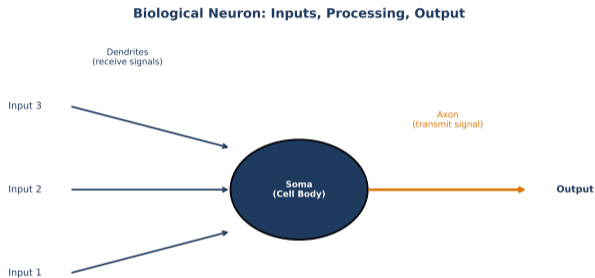 Biological Neuron: Inputs, Processing, Output
Dendrites
(receive signals)
Input 3
Axon
(transmit signal)
Input 2
Soma
(Cell Body)
Output
Input 1